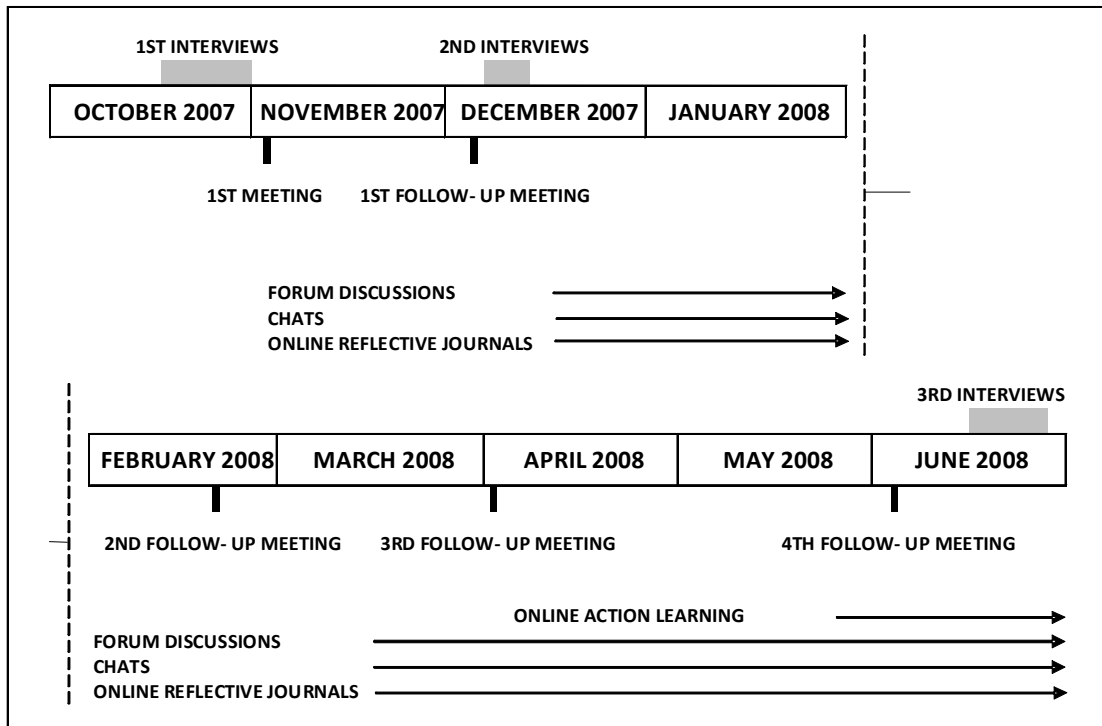 1ST INTERVIEWS 2ND INTERVIEWS
OCTOBER 2007 NOVEMBER 2007 DECEMBER 2007 JANUARY 2008
1ST MEETING 1ST FOLLOW- UP MEETING
FORUM DISCUSSIONS
CHATS
ONLINE REFLECTIVE JOURNALS
3RD INTERVIEWS
FEBRUARY 2008 MARCH 2008 APRIL 2008 MAY 2008 JUNE 2008
2ND FOLLOW- UP MEETING 3RD FOLLOW- UP MEETING 4TH FOLLOW- UP MEETING
ONLINE ACTION LEARNING
FORUM DISCUSSIONS
CHATS
ONLINE REFLECTIVE JOURNALS